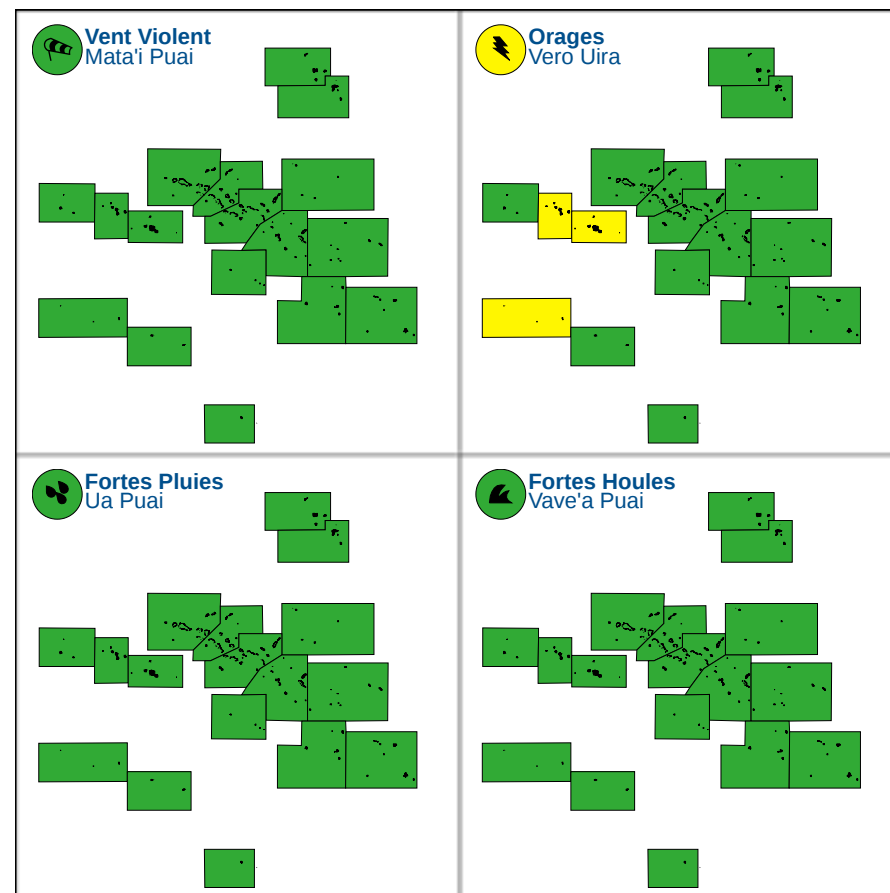 Vent Violent
Mata'i Puai
Orages
Vero Uira
Fortes Pluies
Ua Puai
Fortes Houles
Vave'a Puai